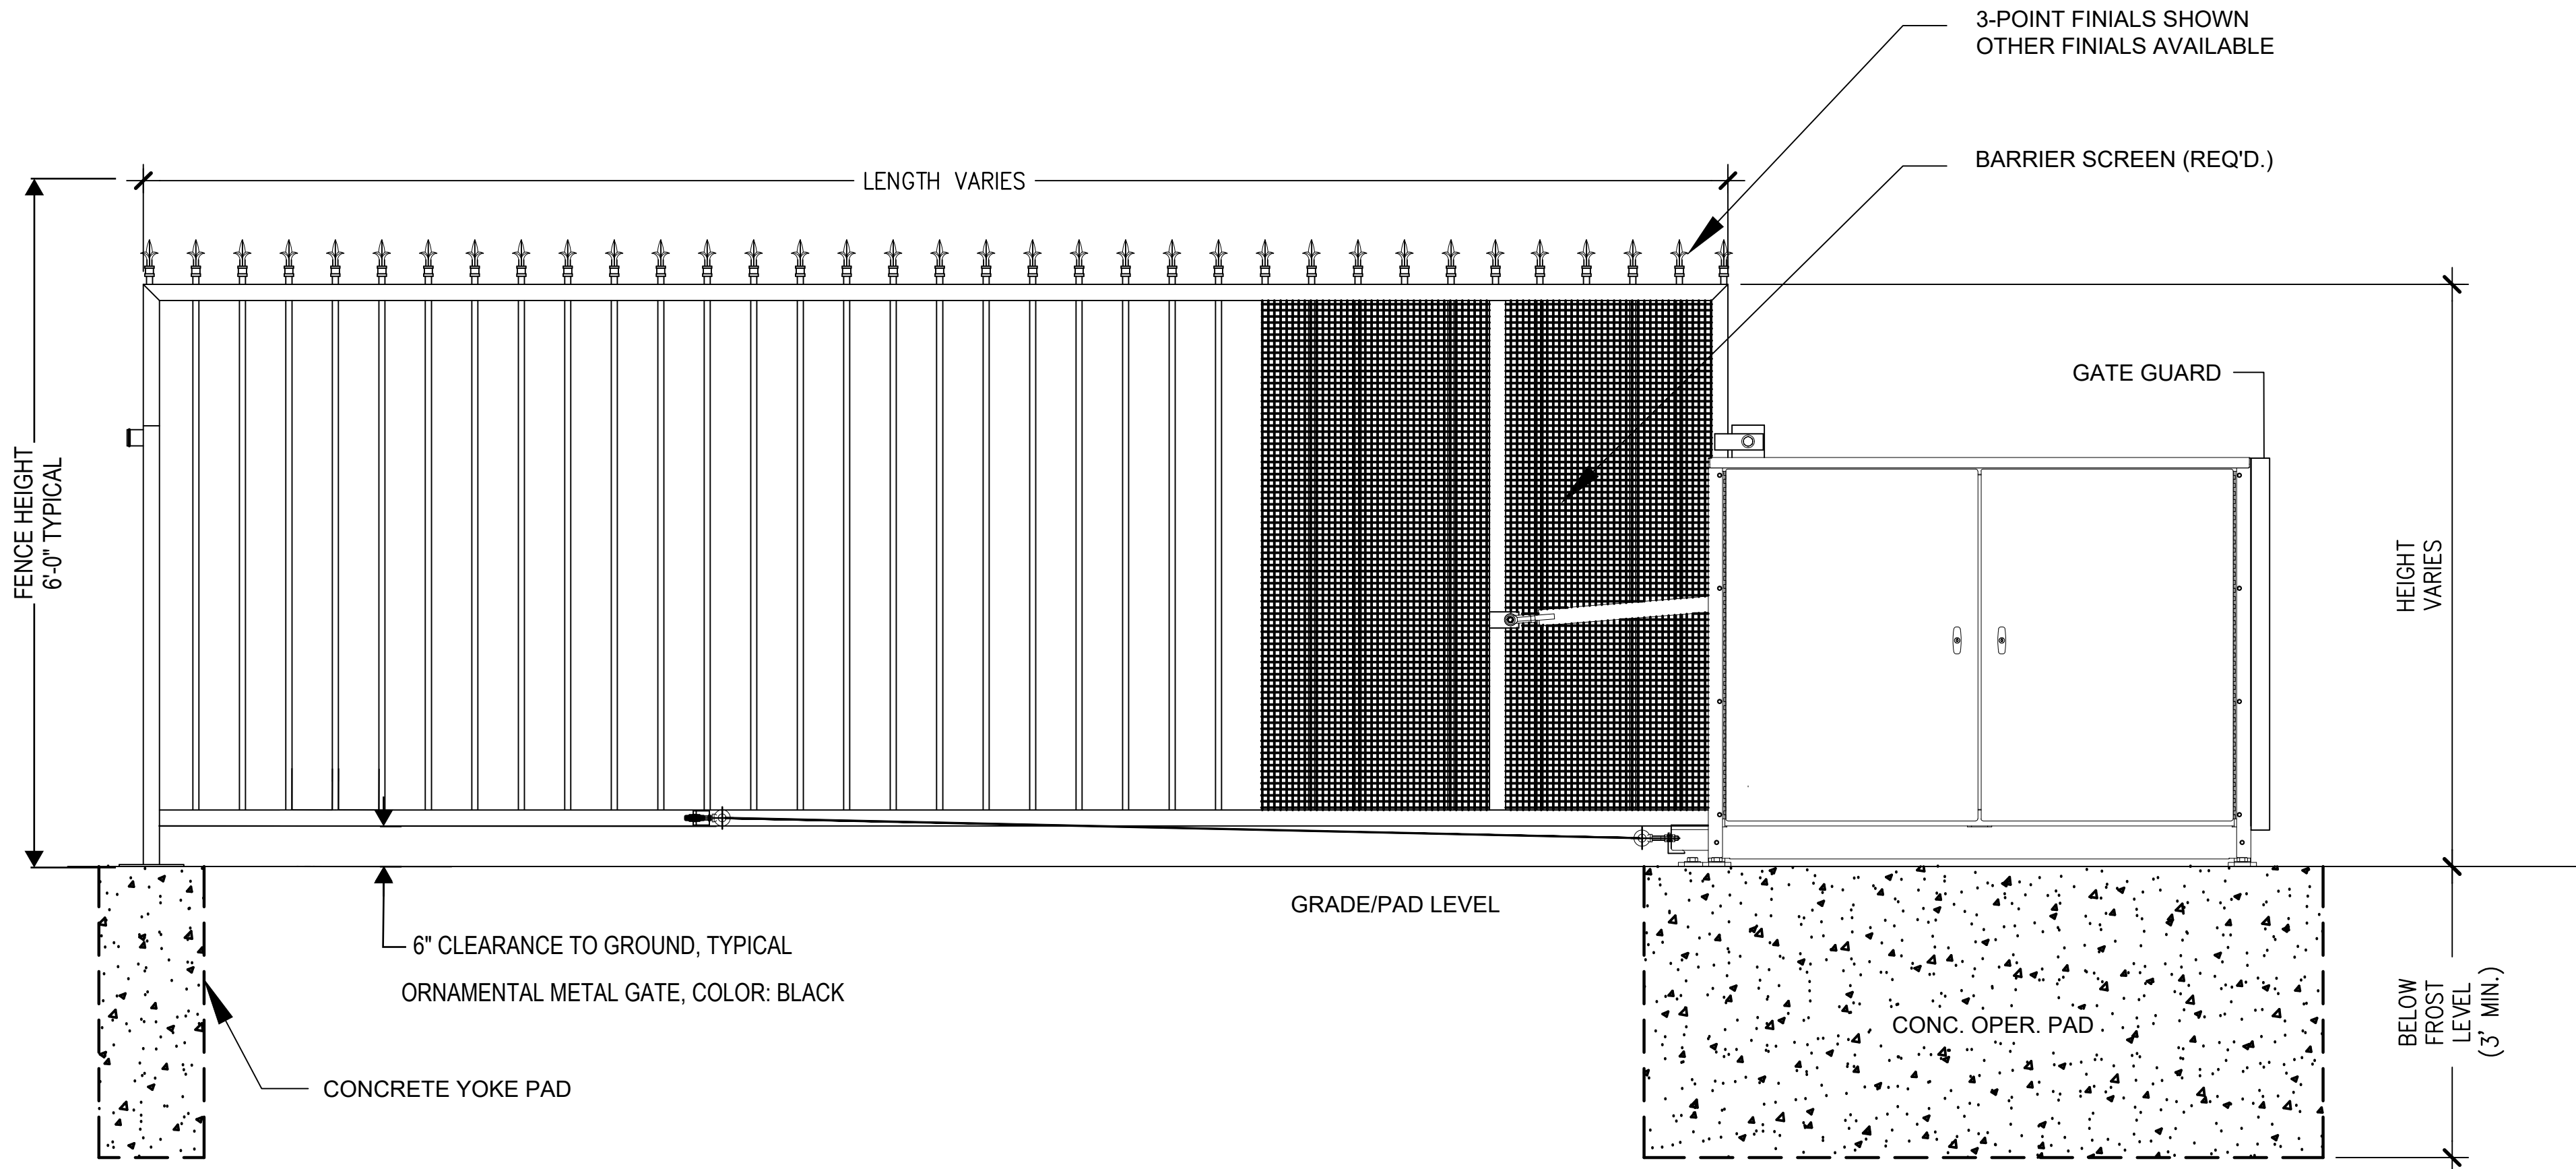 3-POINT FINIALS SHOWN
OTHER FINIALS AVAILABLE
BARRIER SCREEN (REQ'D.)
LENGTH VARIES
GATE GUARD
FENCE HEIGHT
6'-0" TYPICAL
HEIGHT
VARIES
GRADE/PAD LEVEL
6" CLEARANCE TO GROUND, TYPICAL
ORNAMENTAL METAL GATE, COLOR: BLACK
CONC. OPER. PAD
BELOW
FROST
LEVEL
(3' MIN.)
CONCRETE YOKE PAD